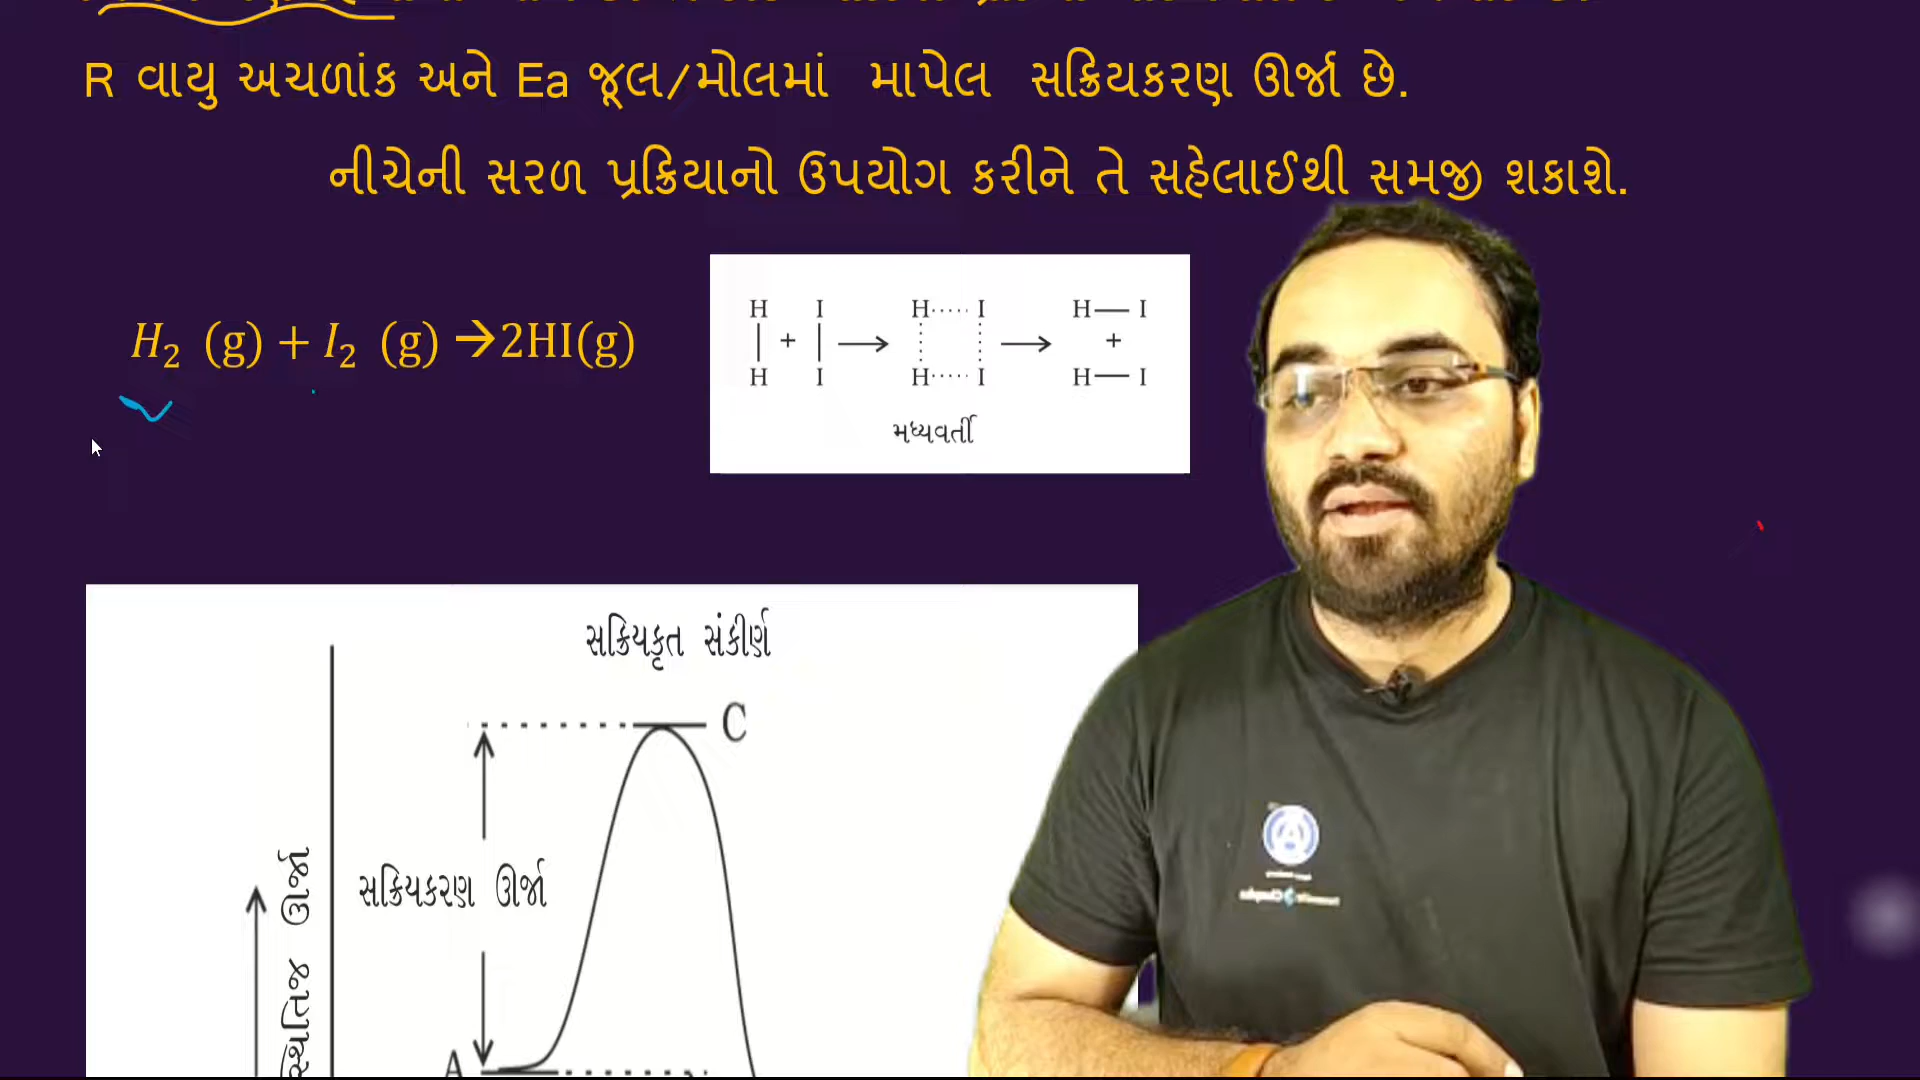 R વાયુ અચળાંક અને Ea જૂલ/મોલમાં માપેલ સક્રિયકરણ ઊર્જા છે.
નીચેની સરળ પ્રક્રિયાનો ઉપયોગ કરીને તે સહેલાઈથી સમજી શકાશે.
H₂ (g) + I₂ (g) →2HI(g)
H I H·····I H—I
| + | → ⋮ ⋮ → +
H I H·····I H—I
મધ્યવર્તી
સક્રિયકૃત સંકીર્ણ
C
સક્રિયકરણ ઊર્જા
સ્થિતિજ ઊર્જા
A